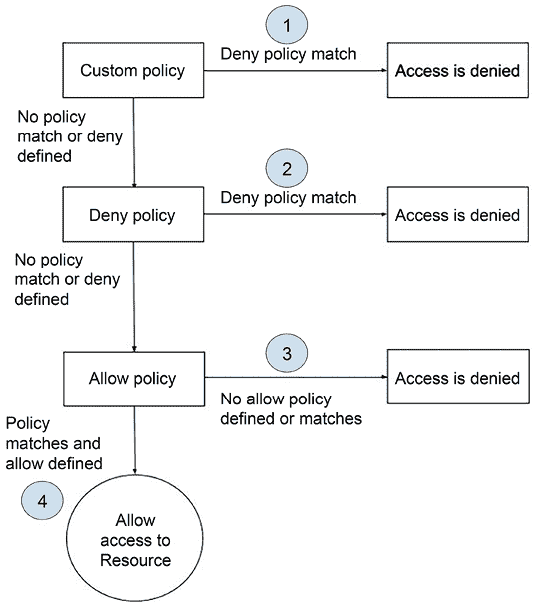 1
Deny policy match
Custom policy
Access is denied
No policy
match or deny
defined
2
Deny policy match
Deny policy
Access is denied
No policy
match or deny
defined
3
Allow policy
Access is denied
No allow policy
defined or matches
Policy
matches and
allow defined
4
Allow
access to
Resource